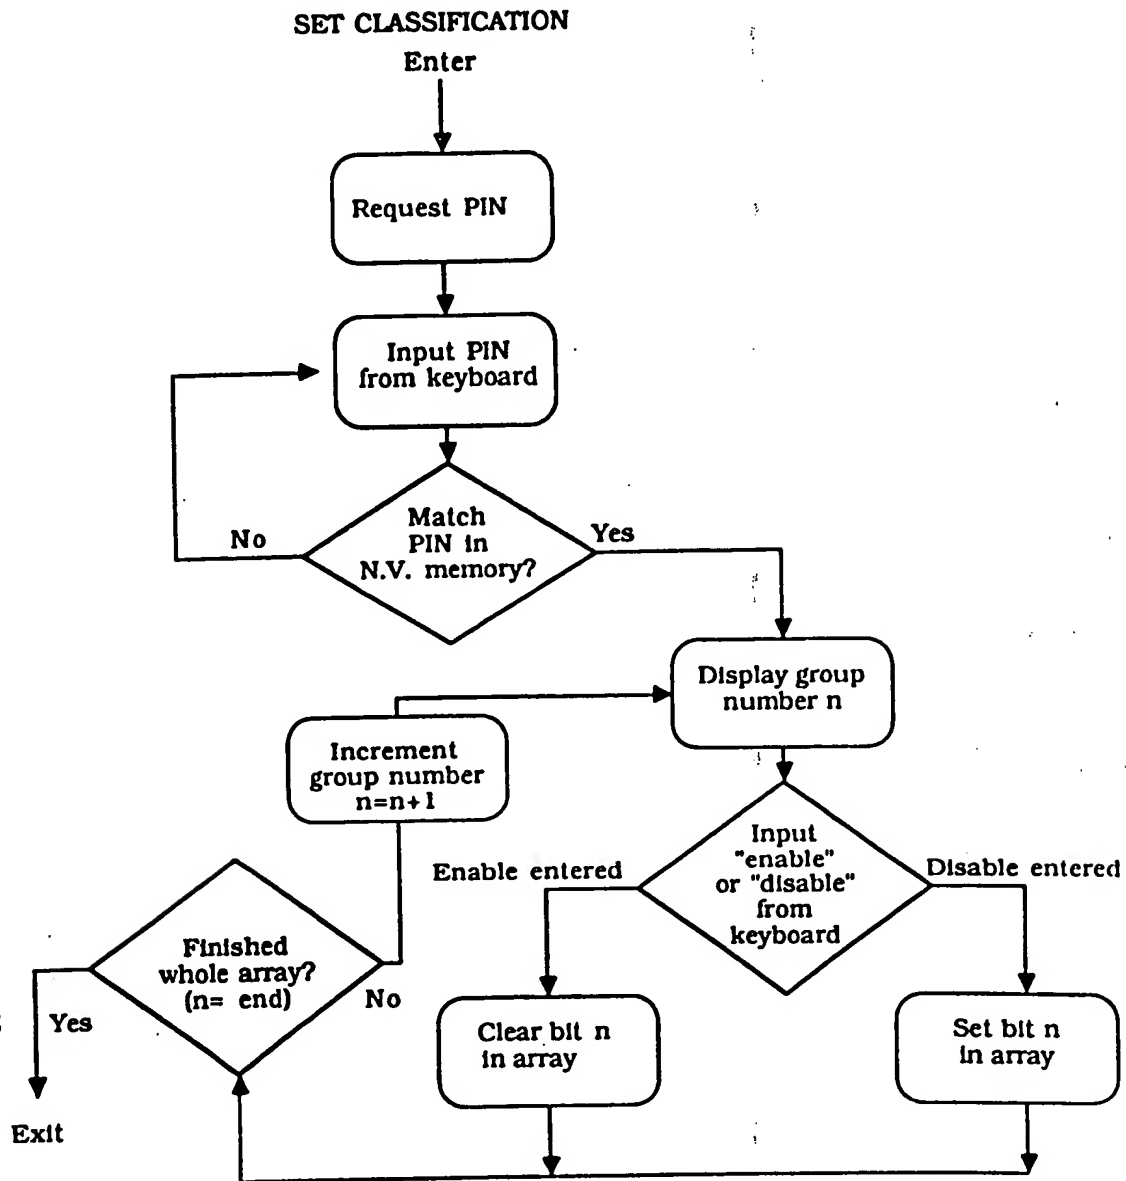 SET CLASSIFICATION
Enter
Request PIN
Input PIN
from keyboard
Match
PIN in
N.V. memory?
No
Yes
Display group
number n
Increment
group number
n=n+1
Input
"enable"
or "disable"
from
keyboard
Enable entered
Disable entered
Finished
whole array?
(n= end)
No
Yes
Clear bit n
in array
Set bit n
in array
Exit